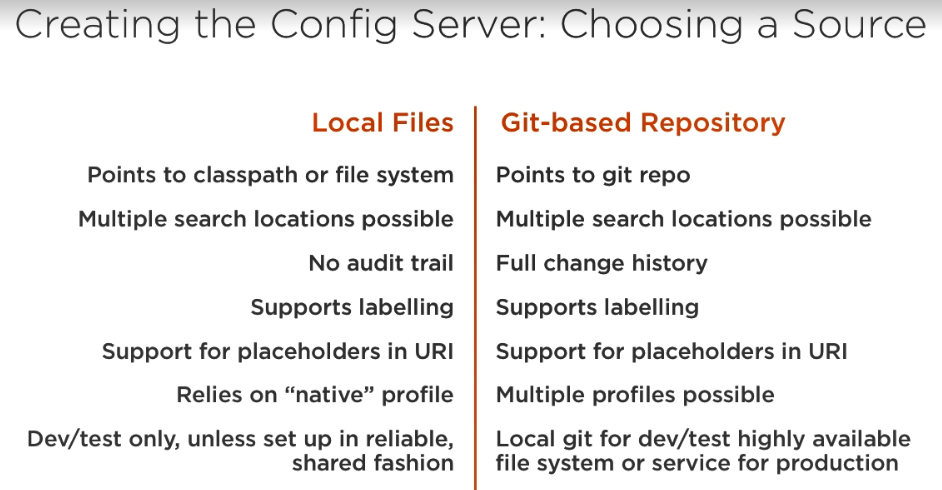 Creating the Config Server: Choosing a Source
Local Files
Points to classpath or file system
Multiple search locations possible
No audit trail
Supports labelling
Support for placeholders in URI
Relies on “native” profile
Dev/test only, unless set up in reliable,
shared fashion
Git-based Repository
Points to git repo
Multiple search locations possible
Full change history
Supports labelling
Support for placeholders in URI
Multiple profiles possible
Local git for dev/test highly available
file system or service for production